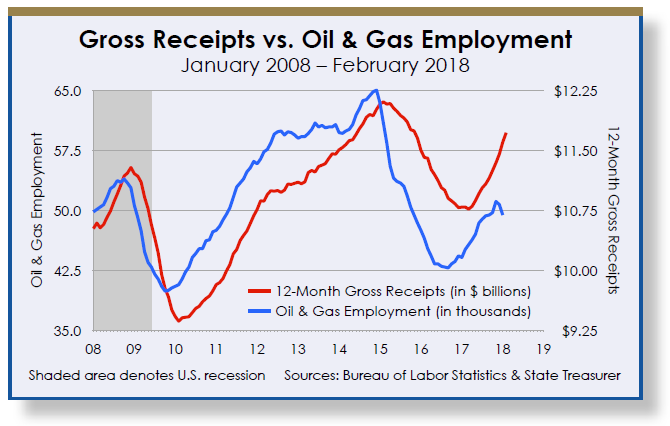 Gross Receipts vs. Oil & Gas Employment
January 2008 – February 2018
65.0
57.5
50.0
42.5
35.0
Oil & Gas Employment
$12.25
$11.50
$10.75
$10.00
$9.25
12-Month Gross Receipts
12-Month Gross Receipts (in $ billions)
Oil & Gas Employment (in thousands)
08 09 10 11 12 13 14 15 16 17 18 19
Shaded area denotes U.S. recession Sources: Bureau of Labor Statistics & State Treasurer